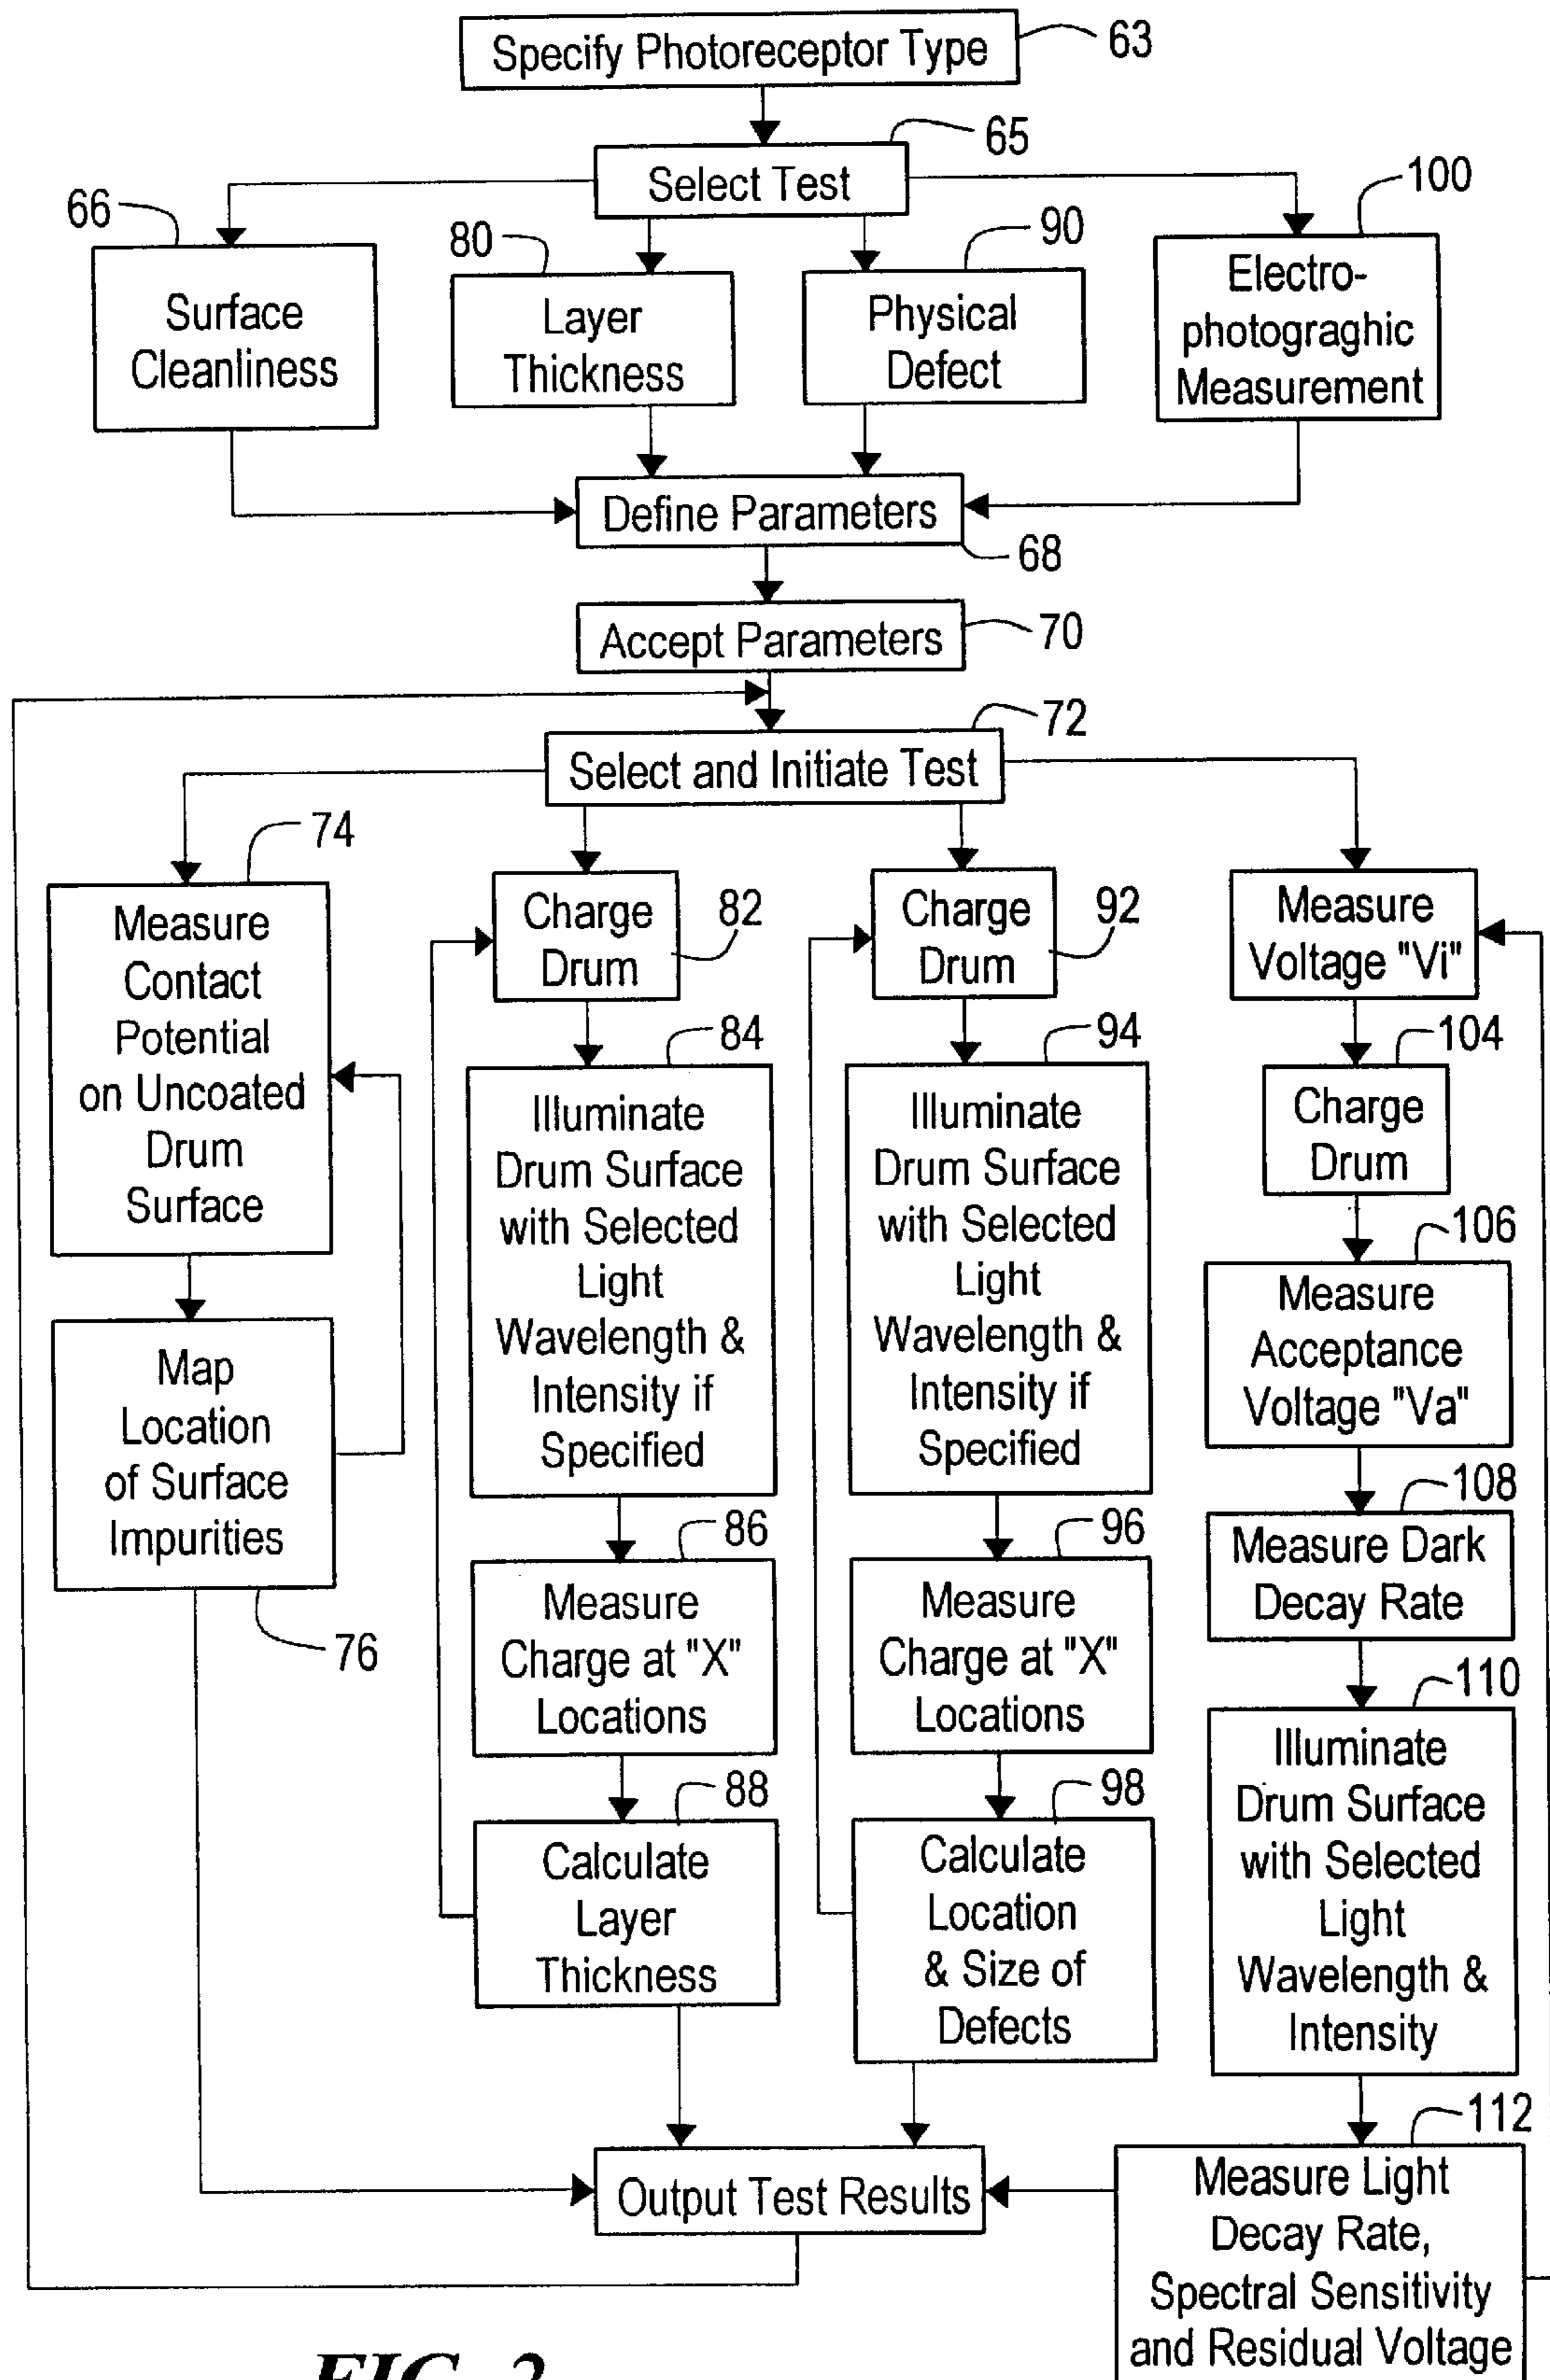 Specify Photoreceptor Type
63
65
Select Test
100
66
80
90
Surface
Cleanliness
Layer
Thickness
Physical
Defect
Electro-
photograghic
Measurement
Define Parameters
68
Accept Parameters
70
72
Select and Initiate Test
74
Measure
Contact
Potential
on Uncoated
Drum
Surface
Map
Location
of Surface
Impurities
76
Charge
Drum
82
84
Illuminate
Drum Surface
with Selected
Light
Wavelength &
Intensity if
Specified
86
Measure
Charge at "X"
Locations
88
Calculate
Layer
Thickness
Charge
Drum
92
94
Illuminate
Drum Surface
with Selected
Light
Wavelength &
Intensity if
Specified
96
Measure
Charge at "X"
Locations
98
Calculate
Location
& Size of
Defects
Measure
Voltage "Vi"
104
Charge
Drum
106
Measure
Acceptance
Voltage "Va"
108
Measure Dark
Decay Rate
110
Illuminate
Drum Surface
with Selected
Light
Wavelength &
Intensity
112
Measure Light
Decay Rate,
Spectral Sensitivity
and Residual Voltage
Output Test Results
FIG. 2